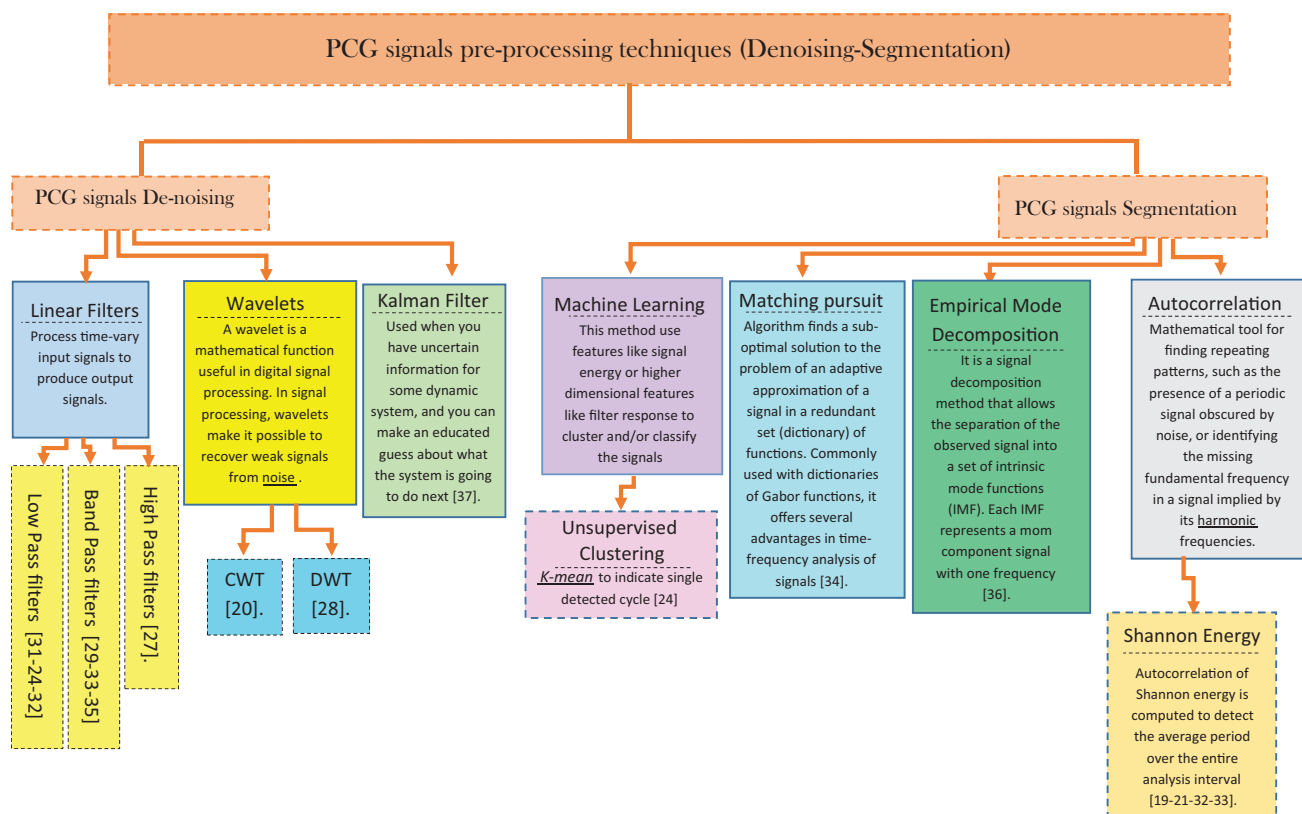 PCG signals pre-processing techniques (Denoising-Segmentation)
PCG signals De-noising
PCG signals Segmentation
Linear Filters
Process time-vary
input signals to
produce output
signals.
Wavelets
A wavelet is a
mathematical function
useful in digital signal
processing. In signal
processing, wavelets
make it possible to
recover weak signals
from noise .
Kalman Filter
Used when you
have uncertain
information for
some dynamic
system, and you can
make an educated
guess about what
the system is going
to do next [37].
Machine Learning
This method use
features like signal
energy or higher
dimensional features
like filter response to
cluster and/or classify
the signals
Matching pursuit
Algorithm finds a sub-
optimal solution to the
problem of an adaptive
approximation of a
signal in a redundant
set (dictionary) of
functions. Commonly
used with dictionaries
of Gabor functions, it
offers several
advantages in time-
frequency analysis of
signals [34].
Empirical Mode
Decomposition
It is a signal
decomposition
method that allows
the separation of the
observed signal into
a set of intrinsic
mode functions
(IMF). Each IMF
represents a mom
component signal
with one frequency
[36].
Autocorrelation
Mathematical tool for
finding repeating
patterns, such as the
presence of a periodic
signal obscured by
noise, or identifying
the missing
fundamental frequency
in a signal implied by
its harmonic
frequencies.
Low Pass filters
[31-24-32]
Band Pass filters
[29-33-35]
High Pass filters
[27].
CWT
[20].
DWT
[28].
Unsupervised
Clustering
K-mean to indicate single
detected cycle [24]
Shannon Energy
Autocorrelation of
Shannon energy is
computed to detect
the average period
over the entire
analysis interval
[19-21-32-33].